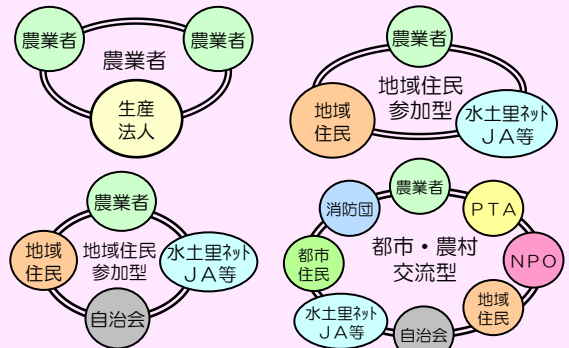 農業者
農業者
農業者
生産
法人
農業者
地域住民
参加型
地域
住民
水土里ネット
ＪＡ等
農業者
地域
住民
地域住民
参加型
水土里ネット
ＪＡ等
自治会
農業者
消防団
ＰＴＡ
都市
住民
都市・農村
交流型
ＮＰＯ
地域
住民
水土里ネット
ＪＡ等
自治会